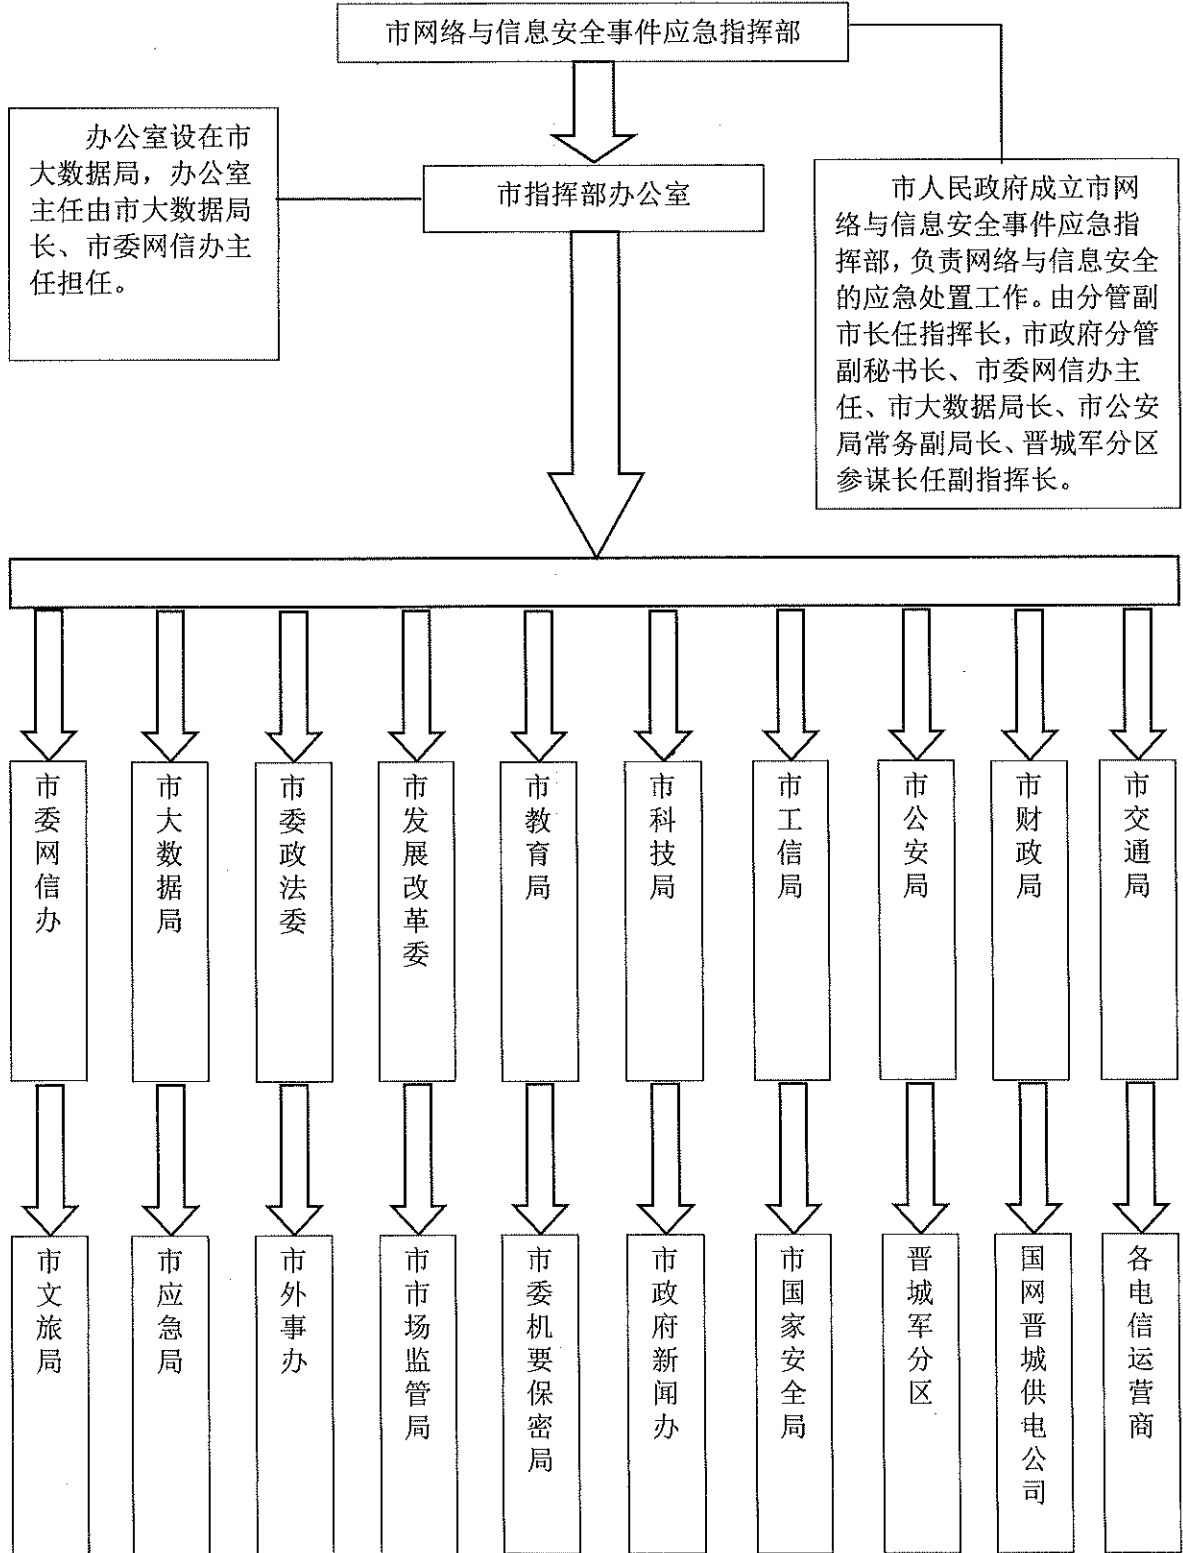 市网络与信息安全事件应急指挥部
办公室设在市
大数据局，办公室
主任由市大数据局
长、市委网信办主
任担任。
市指挥部办公室
市人民政府成立市网
络与信息安全事件应急指
挥部，负责网络与信息安全
的应急处置工作。由分管副
市长任指挥长，市政府分管
副秘书长、市委网信办主
任、市大数据局长、市公安
局常务副局长、晋城军分区
参谋长任副指挥长。
市委网信办
市大数据局
市委政法委
市发展改革委
市教育局
市科技局
市工信局
市公安局
市财政局
市交通局
市文旅局
市应急局
市外事办
市市场监管局
市委机要保密局
市政府新闻办
市国家安全局
晋城军分区
国网晋城供电公司
各电信运营商